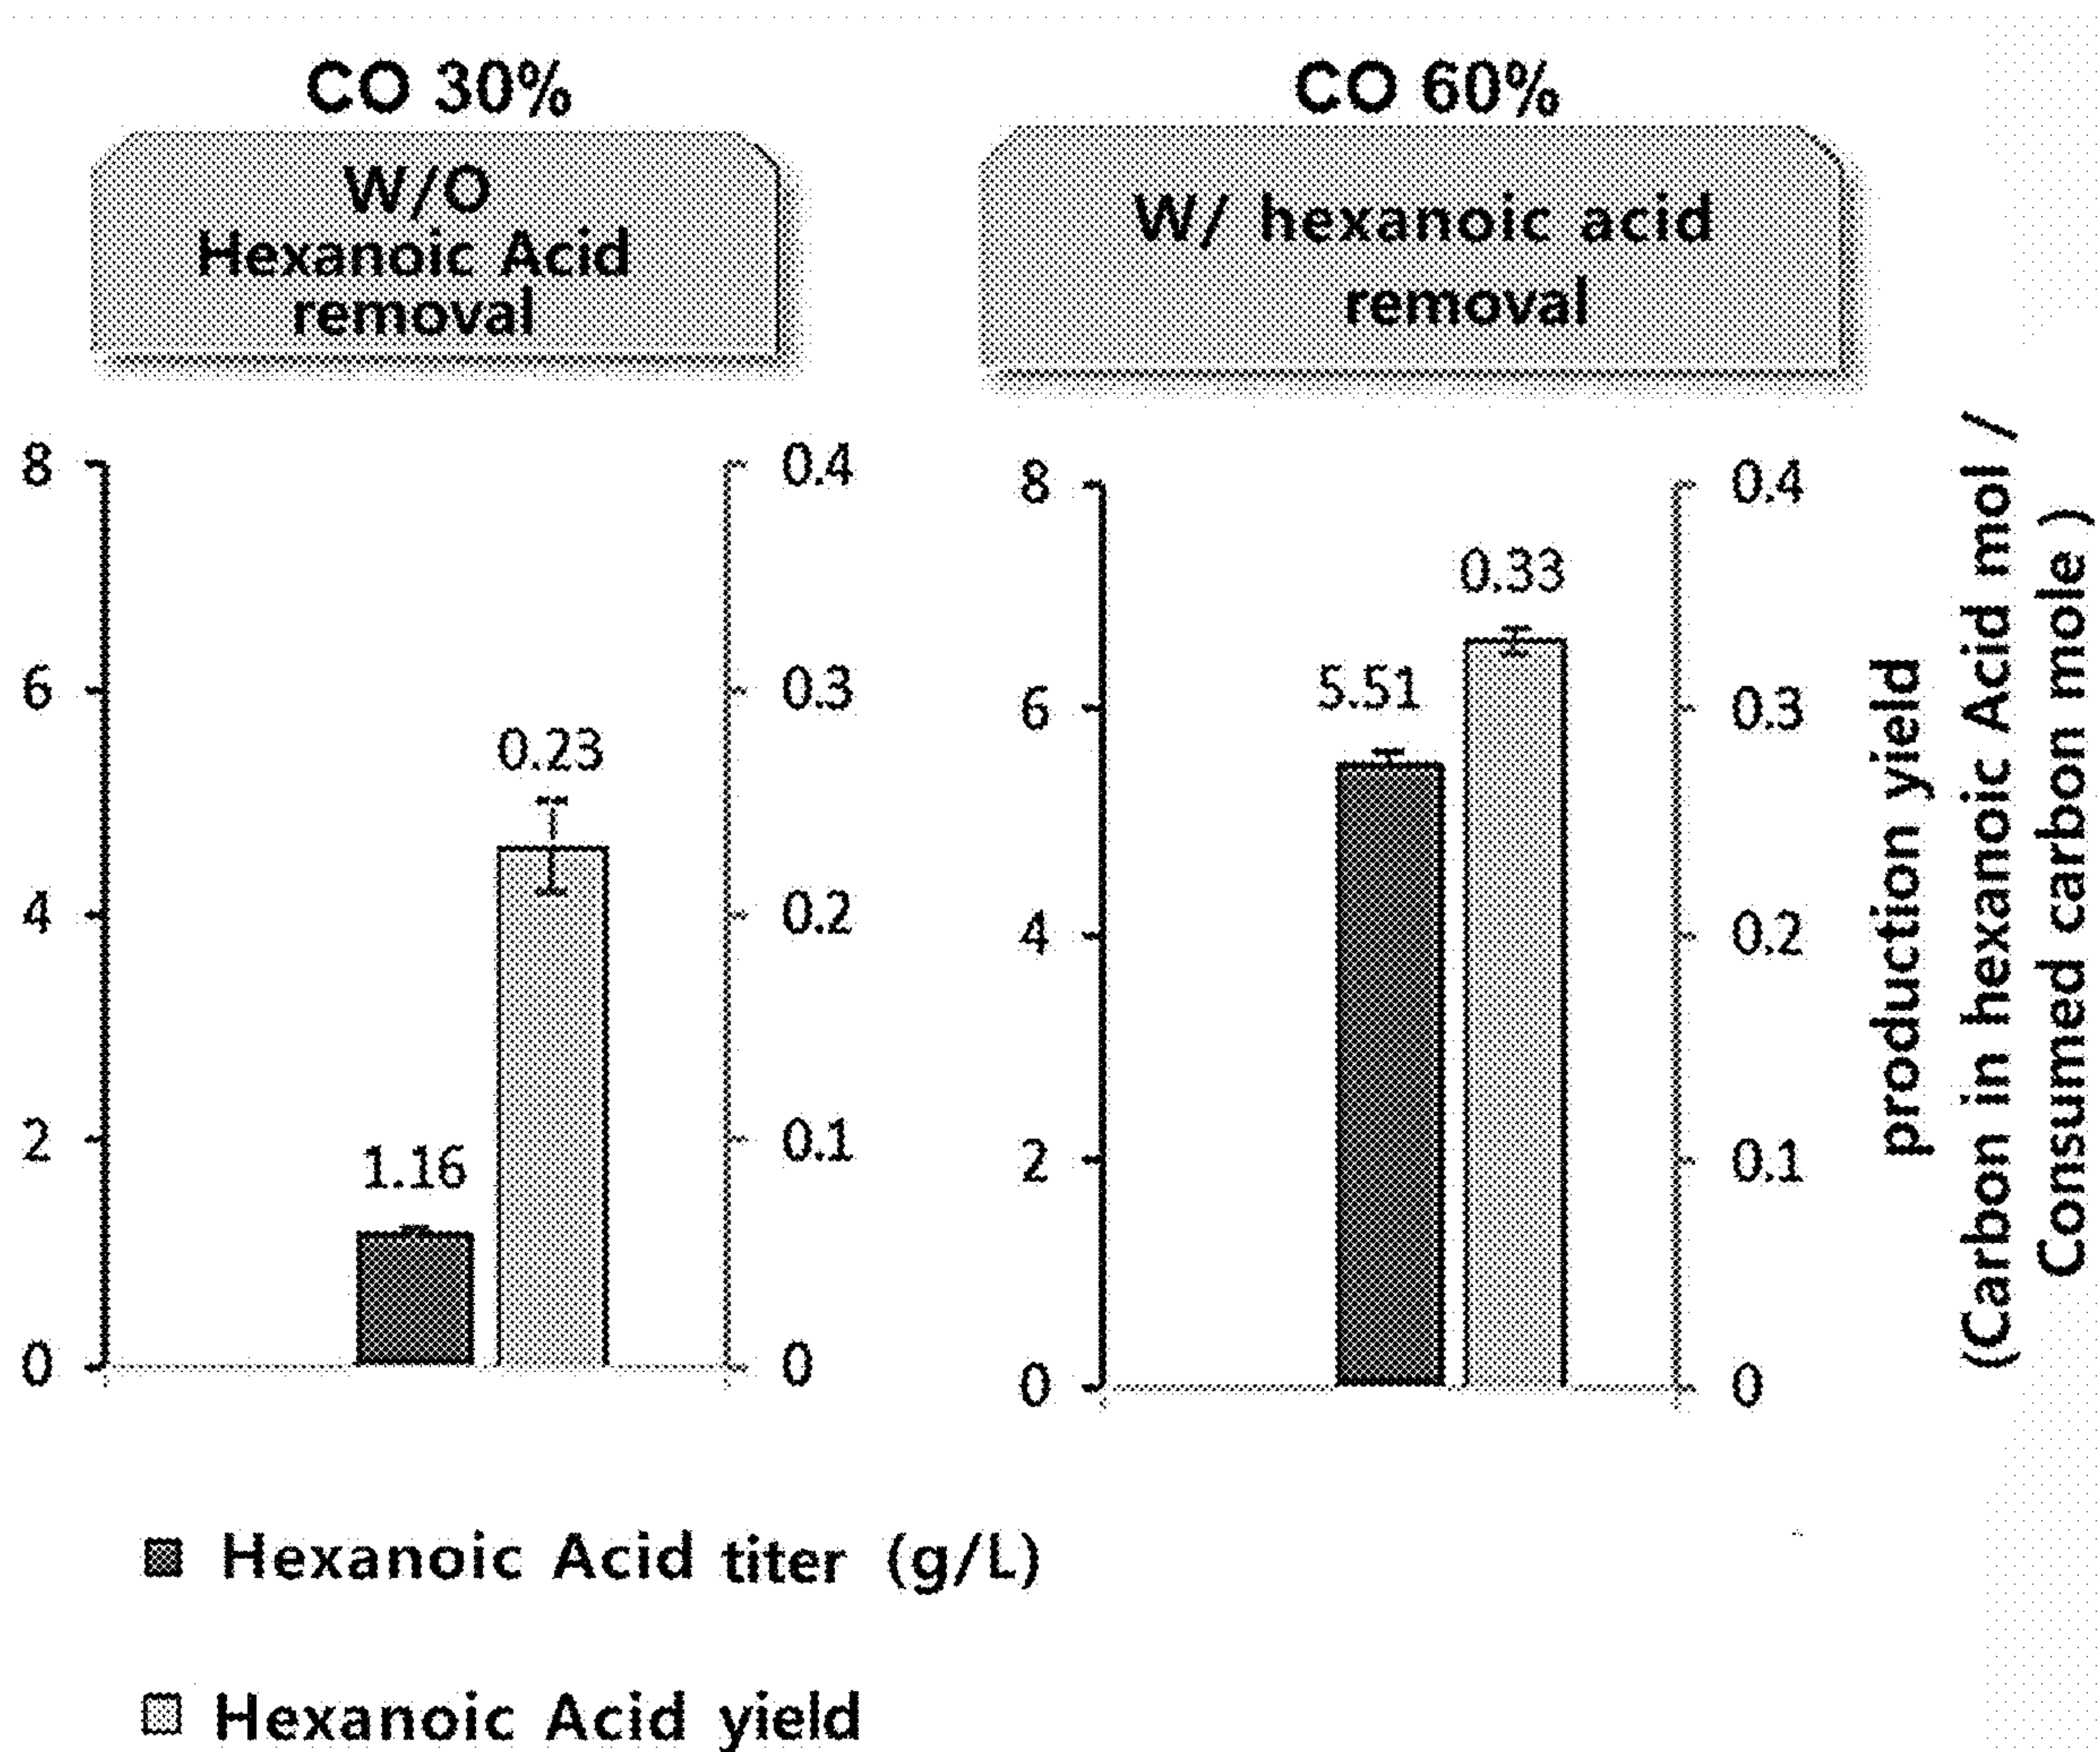 CO 30%
W/O
Hexanoic Acid
removal
8
6
4
2
0
1.16
0.23
0.4
0.3
0.2
0.1
0
CO 60%
W/ hexanoic acid
removal
8
6
4
2
0
5.51
0.33
0.4
0.3
0.2
0.1
0
production yield
(Carbon in hexanoic Acid mol /
Consumed carbon mole )
Hexanoic Acid titer (g/L)
Hexanoic Acid yield